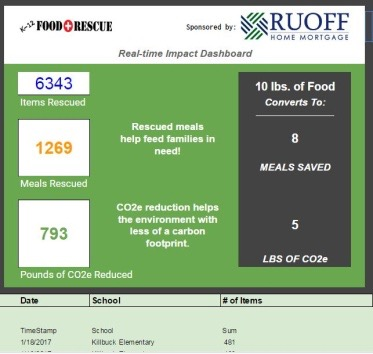 K-12 FOOD RESCUE
Sponsored by:
RUOFF
HOME MORTGAGE
Real-time Impact Dashboard
6343
Items Rescued
1269
Meals Rescued
793
Pounds of CO2e Reduced
Rescued meals
help feed families in
need!
CO2e reduction helps
the environment with
less of a carbon
footprint.
10 lbs. of Food
Converts To:
8
MEALS SAVED
5
LBS OF CO2e
Date School # of Items
TimeStamp School Sum
1/18/2017 Killbuck Elementary 481